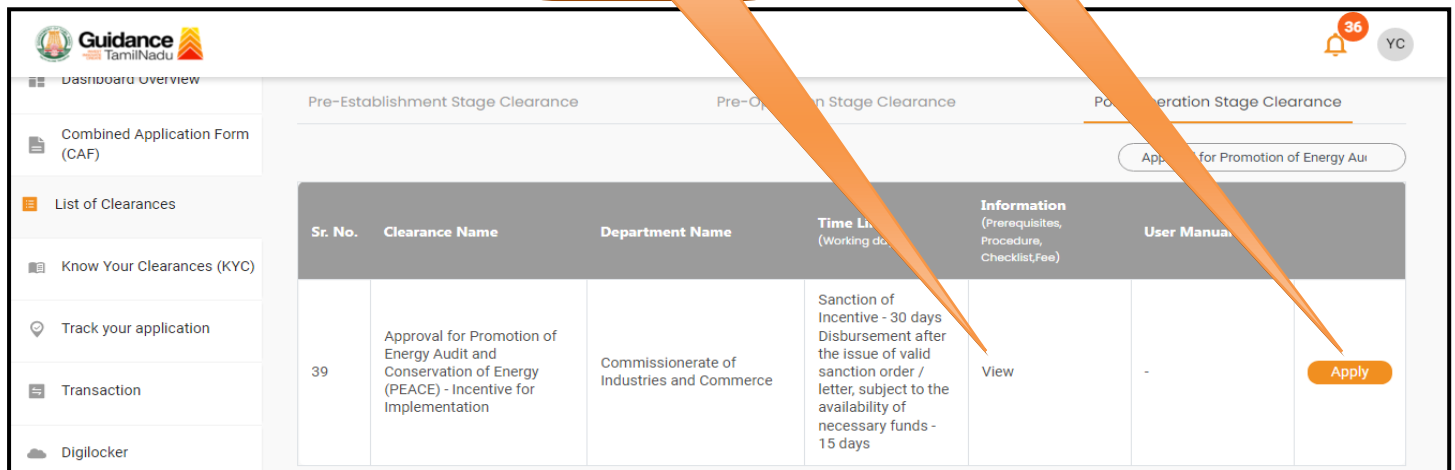 Guidance
TamilNadu
36
YC
Dashboard Overview
Combined Application Form
(CAF)
List of Clearances
Know Your Clearances (KYC)
Track your application
Transaction
Digilocker
Pre-Establishment Stage Clearance
Stage Clearance
Stage Clearance
for Promotion of Energy
Sr. No.
Clearance Name
Department Name
Time
(Working
Information
(Prerequisites,
Procedure,
Checklist,Fee)
User Manual
39
Approval for Promotion of
Energy Audit and
Conservation of Energy
(PEACE) - Incentive for
Implementation
Commissionerate of
Industries and Commerce
Sanction of
Incentive - 30 days
Disbursement after
the issue of valid
sanction order /
letter, subject to the
availability of
necessary funds -
15 days
View
-
Apply